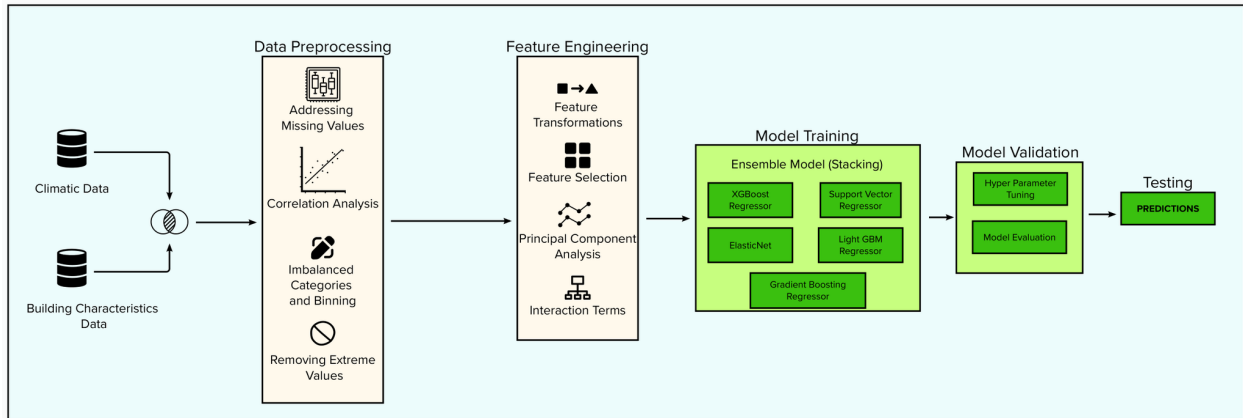 Climatic Data
Building Characteristics
Data
Data Preprocessing
Addressing
Missing Values
Correlation Analysis
Imbalanced
Categories
and Binning
Removing Extreme
Values
Feature Engineering
Feature
Transformations
Feature Selection
Principal Component
Analysis
Interaction Terms
Model Training
Ensemble Model (Stacking)
XGBoost
Regressor
Support Vector
Regressor
ElasticNet
Light GBM
Regressor
Gradient Boosting
Regressor
Model Validation
Hyper Parameter
Tuning
Model Evaluation
Testing
PREDICTIONS